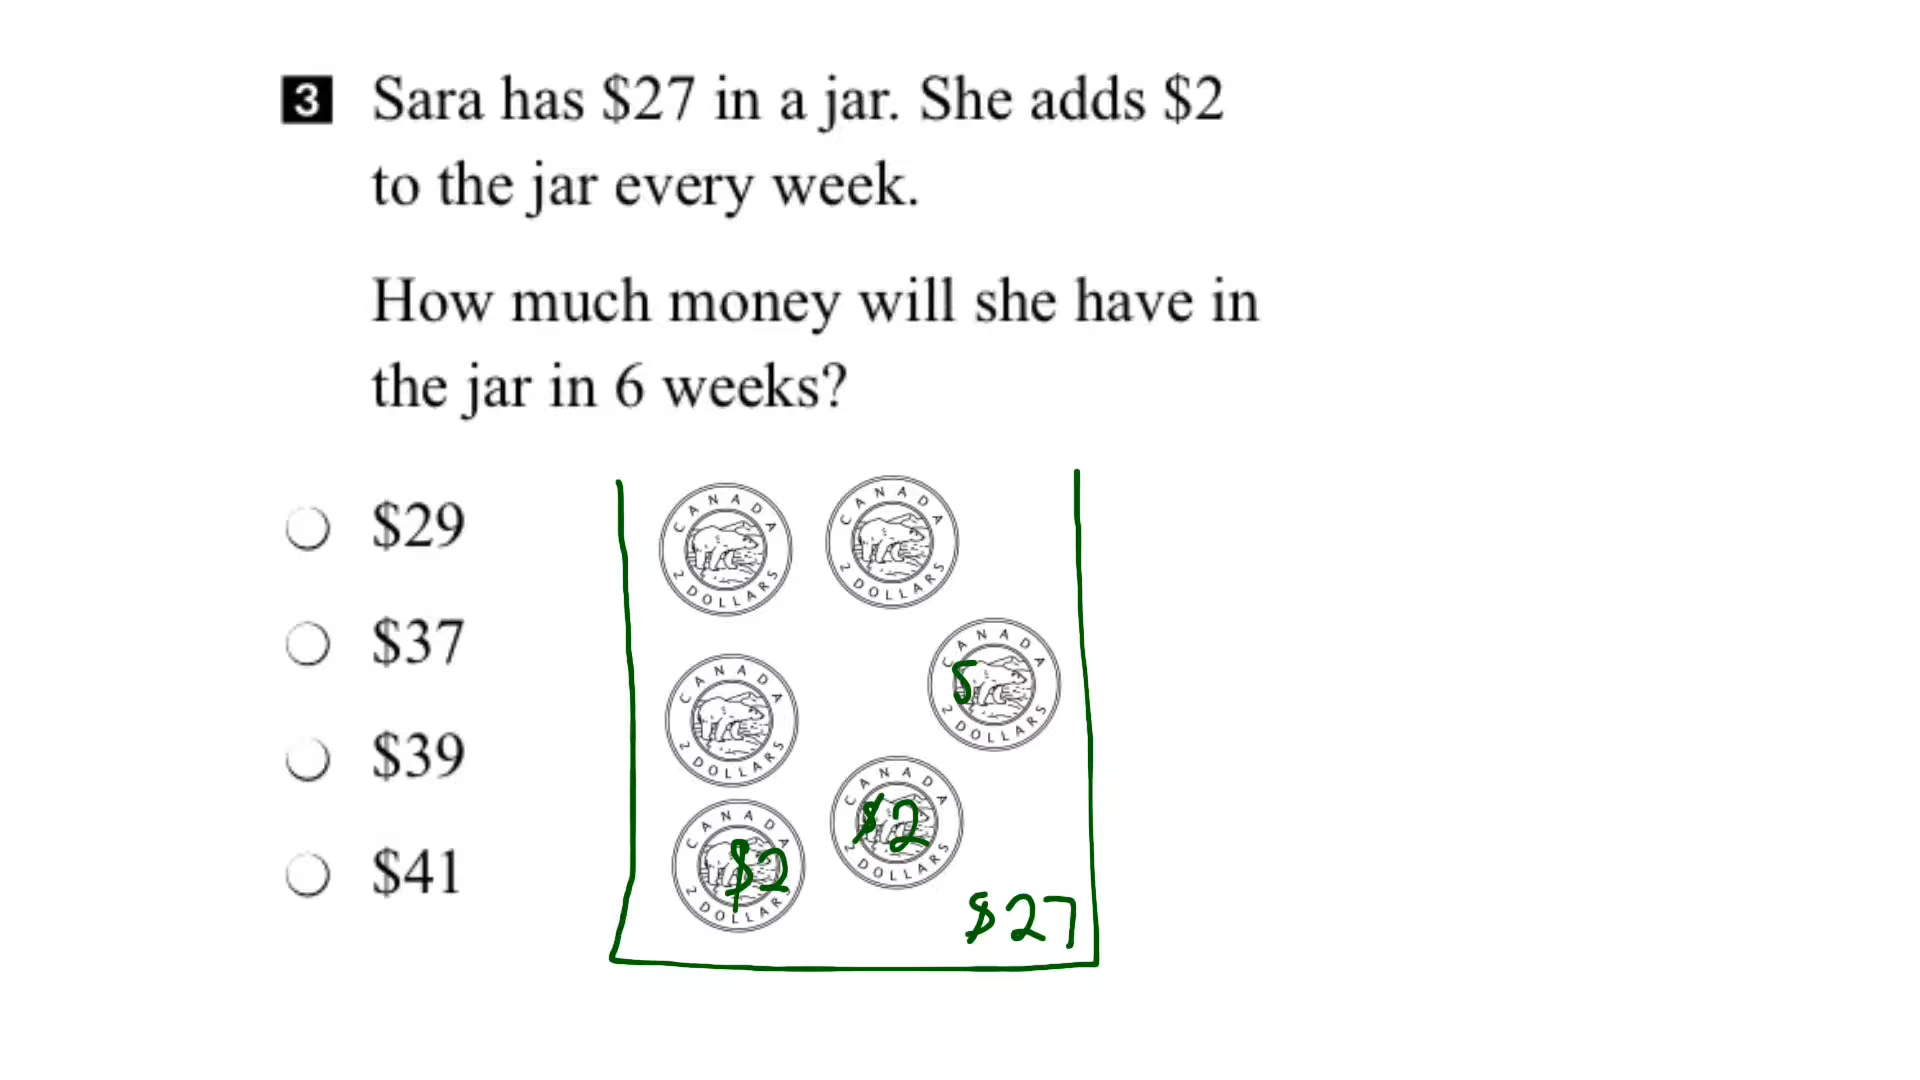 3 Sara has $27 in a jar. She adds $2
to the jar every week.
How much money will she have in
the jar in 6 weeks?
$29
$37
$39
$41
CANADA
2 DOLLARS
CANADA
2 DOLLARS
CANADA
2 DOLLARS
CANADA
2 DOLLARS
CANADA
2 DOLLARS
$2
CANADA
2 DOLLARS
$2
$27